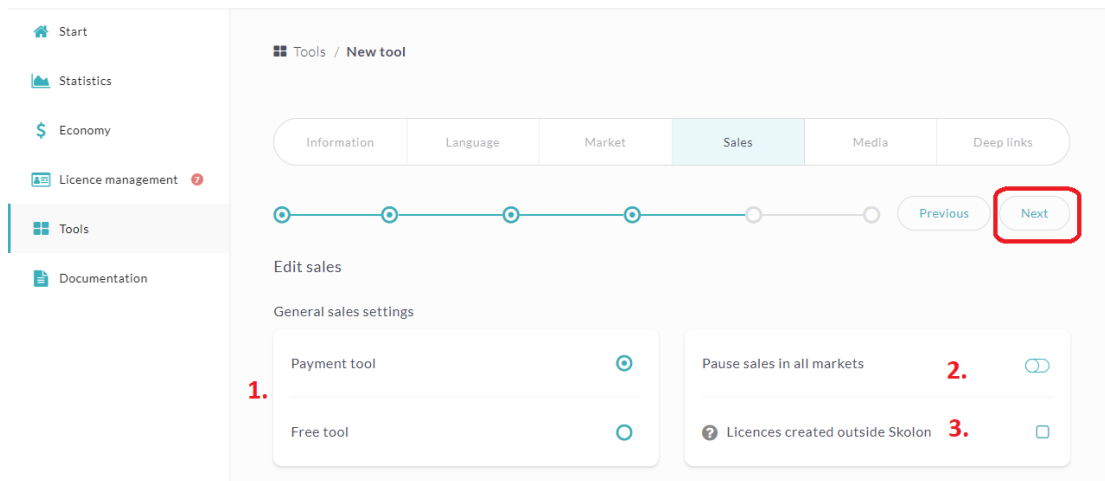 Start
Tools / New tool
Statistics
Economy
Information Language Market Sales Media Deep links
Licence management 7
Previous Next
Tools
Documentation
Edit sales
General sales settings
1.
Payment tool
Free tool
Pause sales in all markets 2.
? Licences created outside Skolon 3.